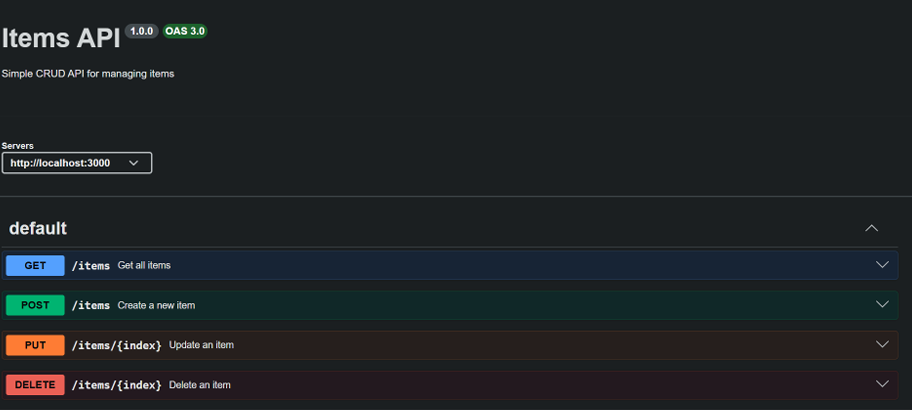 Items API 1.0.0 OAS 3.0
Simple CRUD API for managing items
Servers
http://localhost:3000
default
GET /items Get all items
POST /items Create a new item
PUT /items/{index} Update an item
DELETE /items/{index} Delete an item